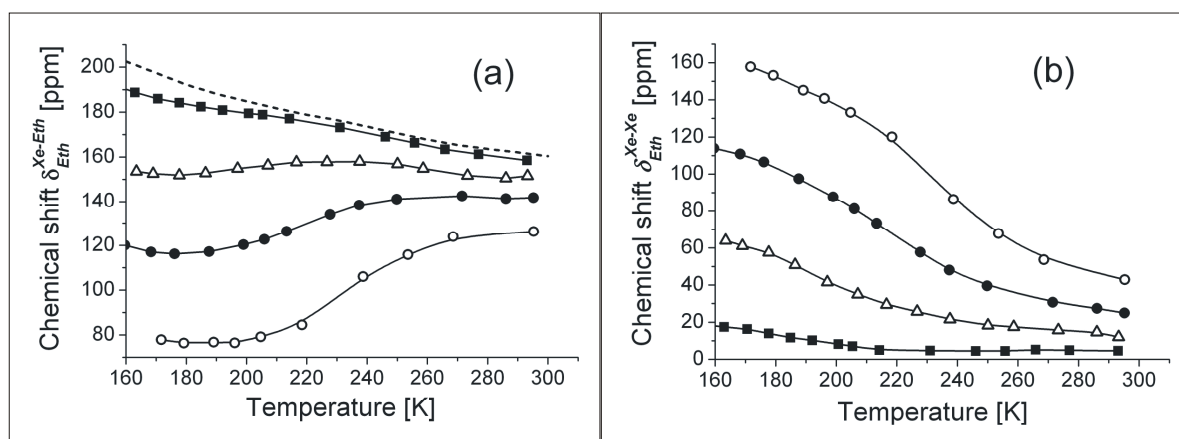 (a)
Chemical shift δ_Eth^Xe-Eth [ppm]
200
180
160
140
120
100
80
160 180 200 220 240 260 280 300
Temperature [K]
(b)
Chemical shift δ_Eth^Xe-Xe [ppm]
160
140
120
100
80
60
40
20
0
160 180 200 220 240 260 280 300
Temperature [K]